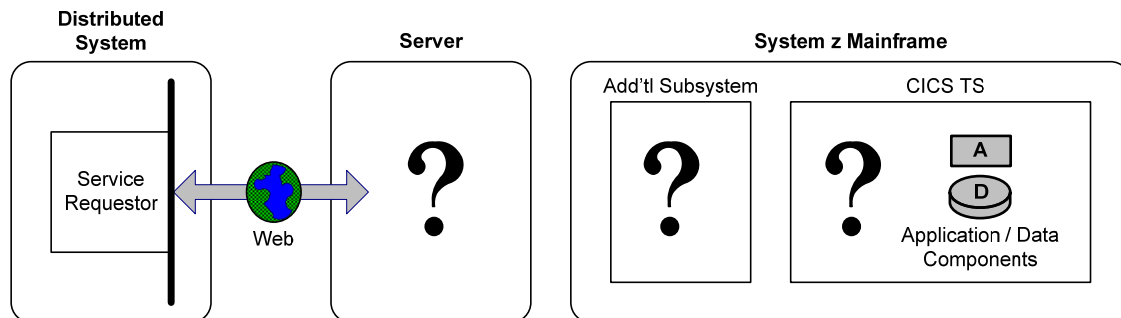 Distributed
System
Server
System z Mainframe
Add'tl Subsystem
CICS TS
Service
Requestor
Web
?
?
?
A
D
Application / Data
Components